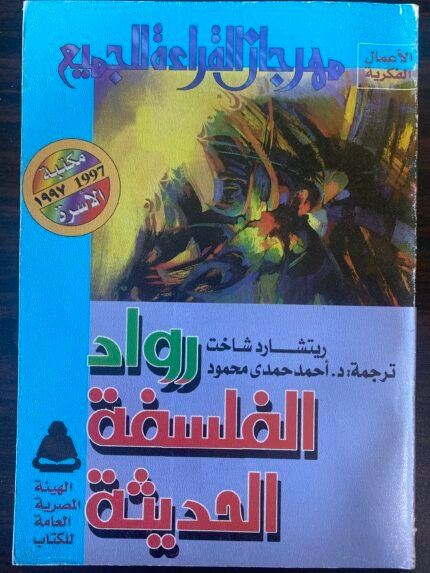 مهرجان القراءة للجميع
الأعمال
الفكرية
مكتبة
1997
١٩٩٧
الأسرة
ريتشارد شاخت
ترجمة: د. أحمد حمدى محمود
رواد
الفلسفة
الحديثة
الهيئة
المصرية
العامة
للكتاب